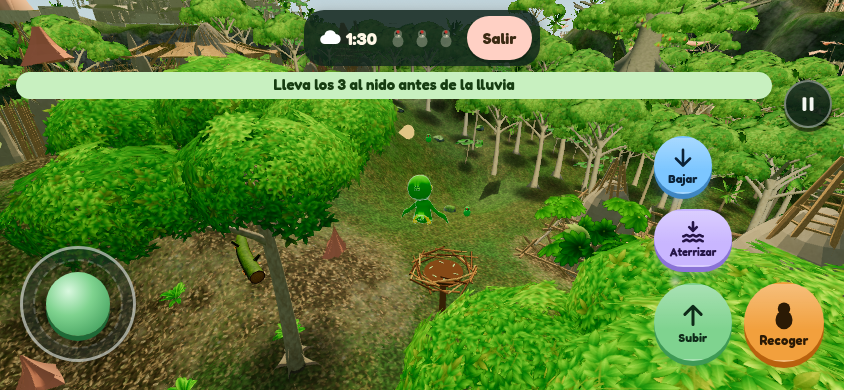 1:30
Salir
Lleva los 3 al nido antes de la lluvia
Bajar
Aterrizar
Subir
Recoger